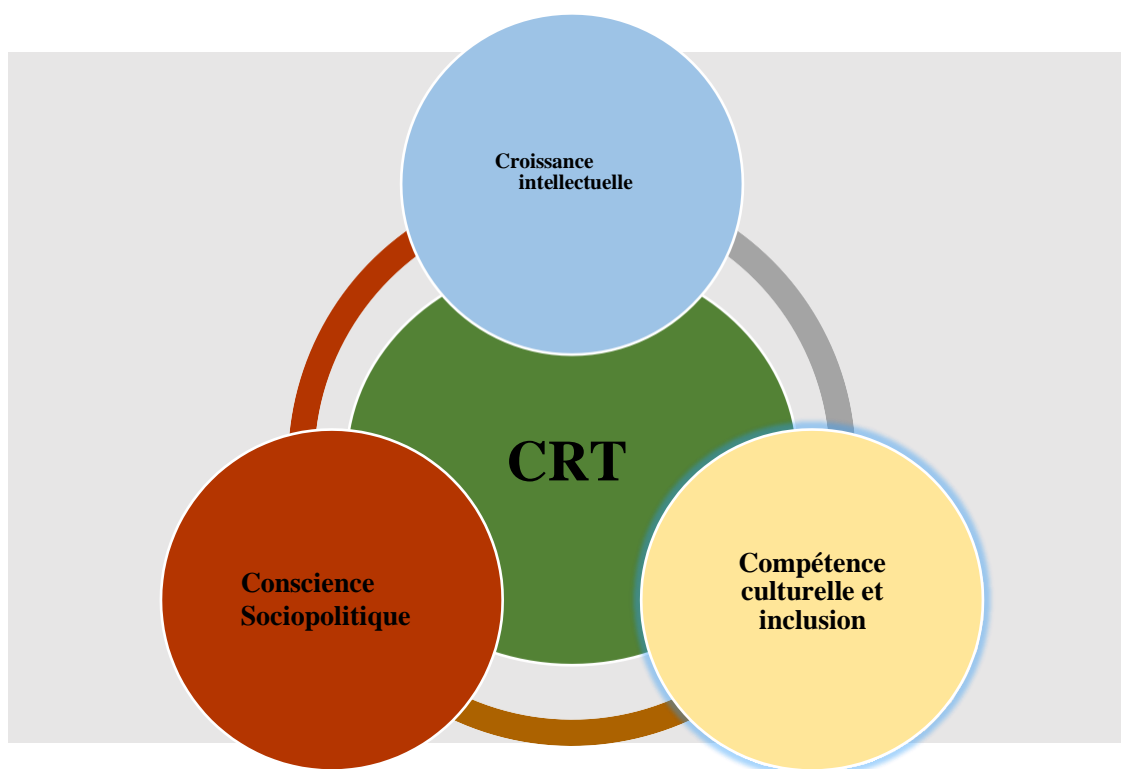 Croissance
intellectuelle
CRT
Conscience
Sociopolitique
Compétence
culturelle et
inclusion